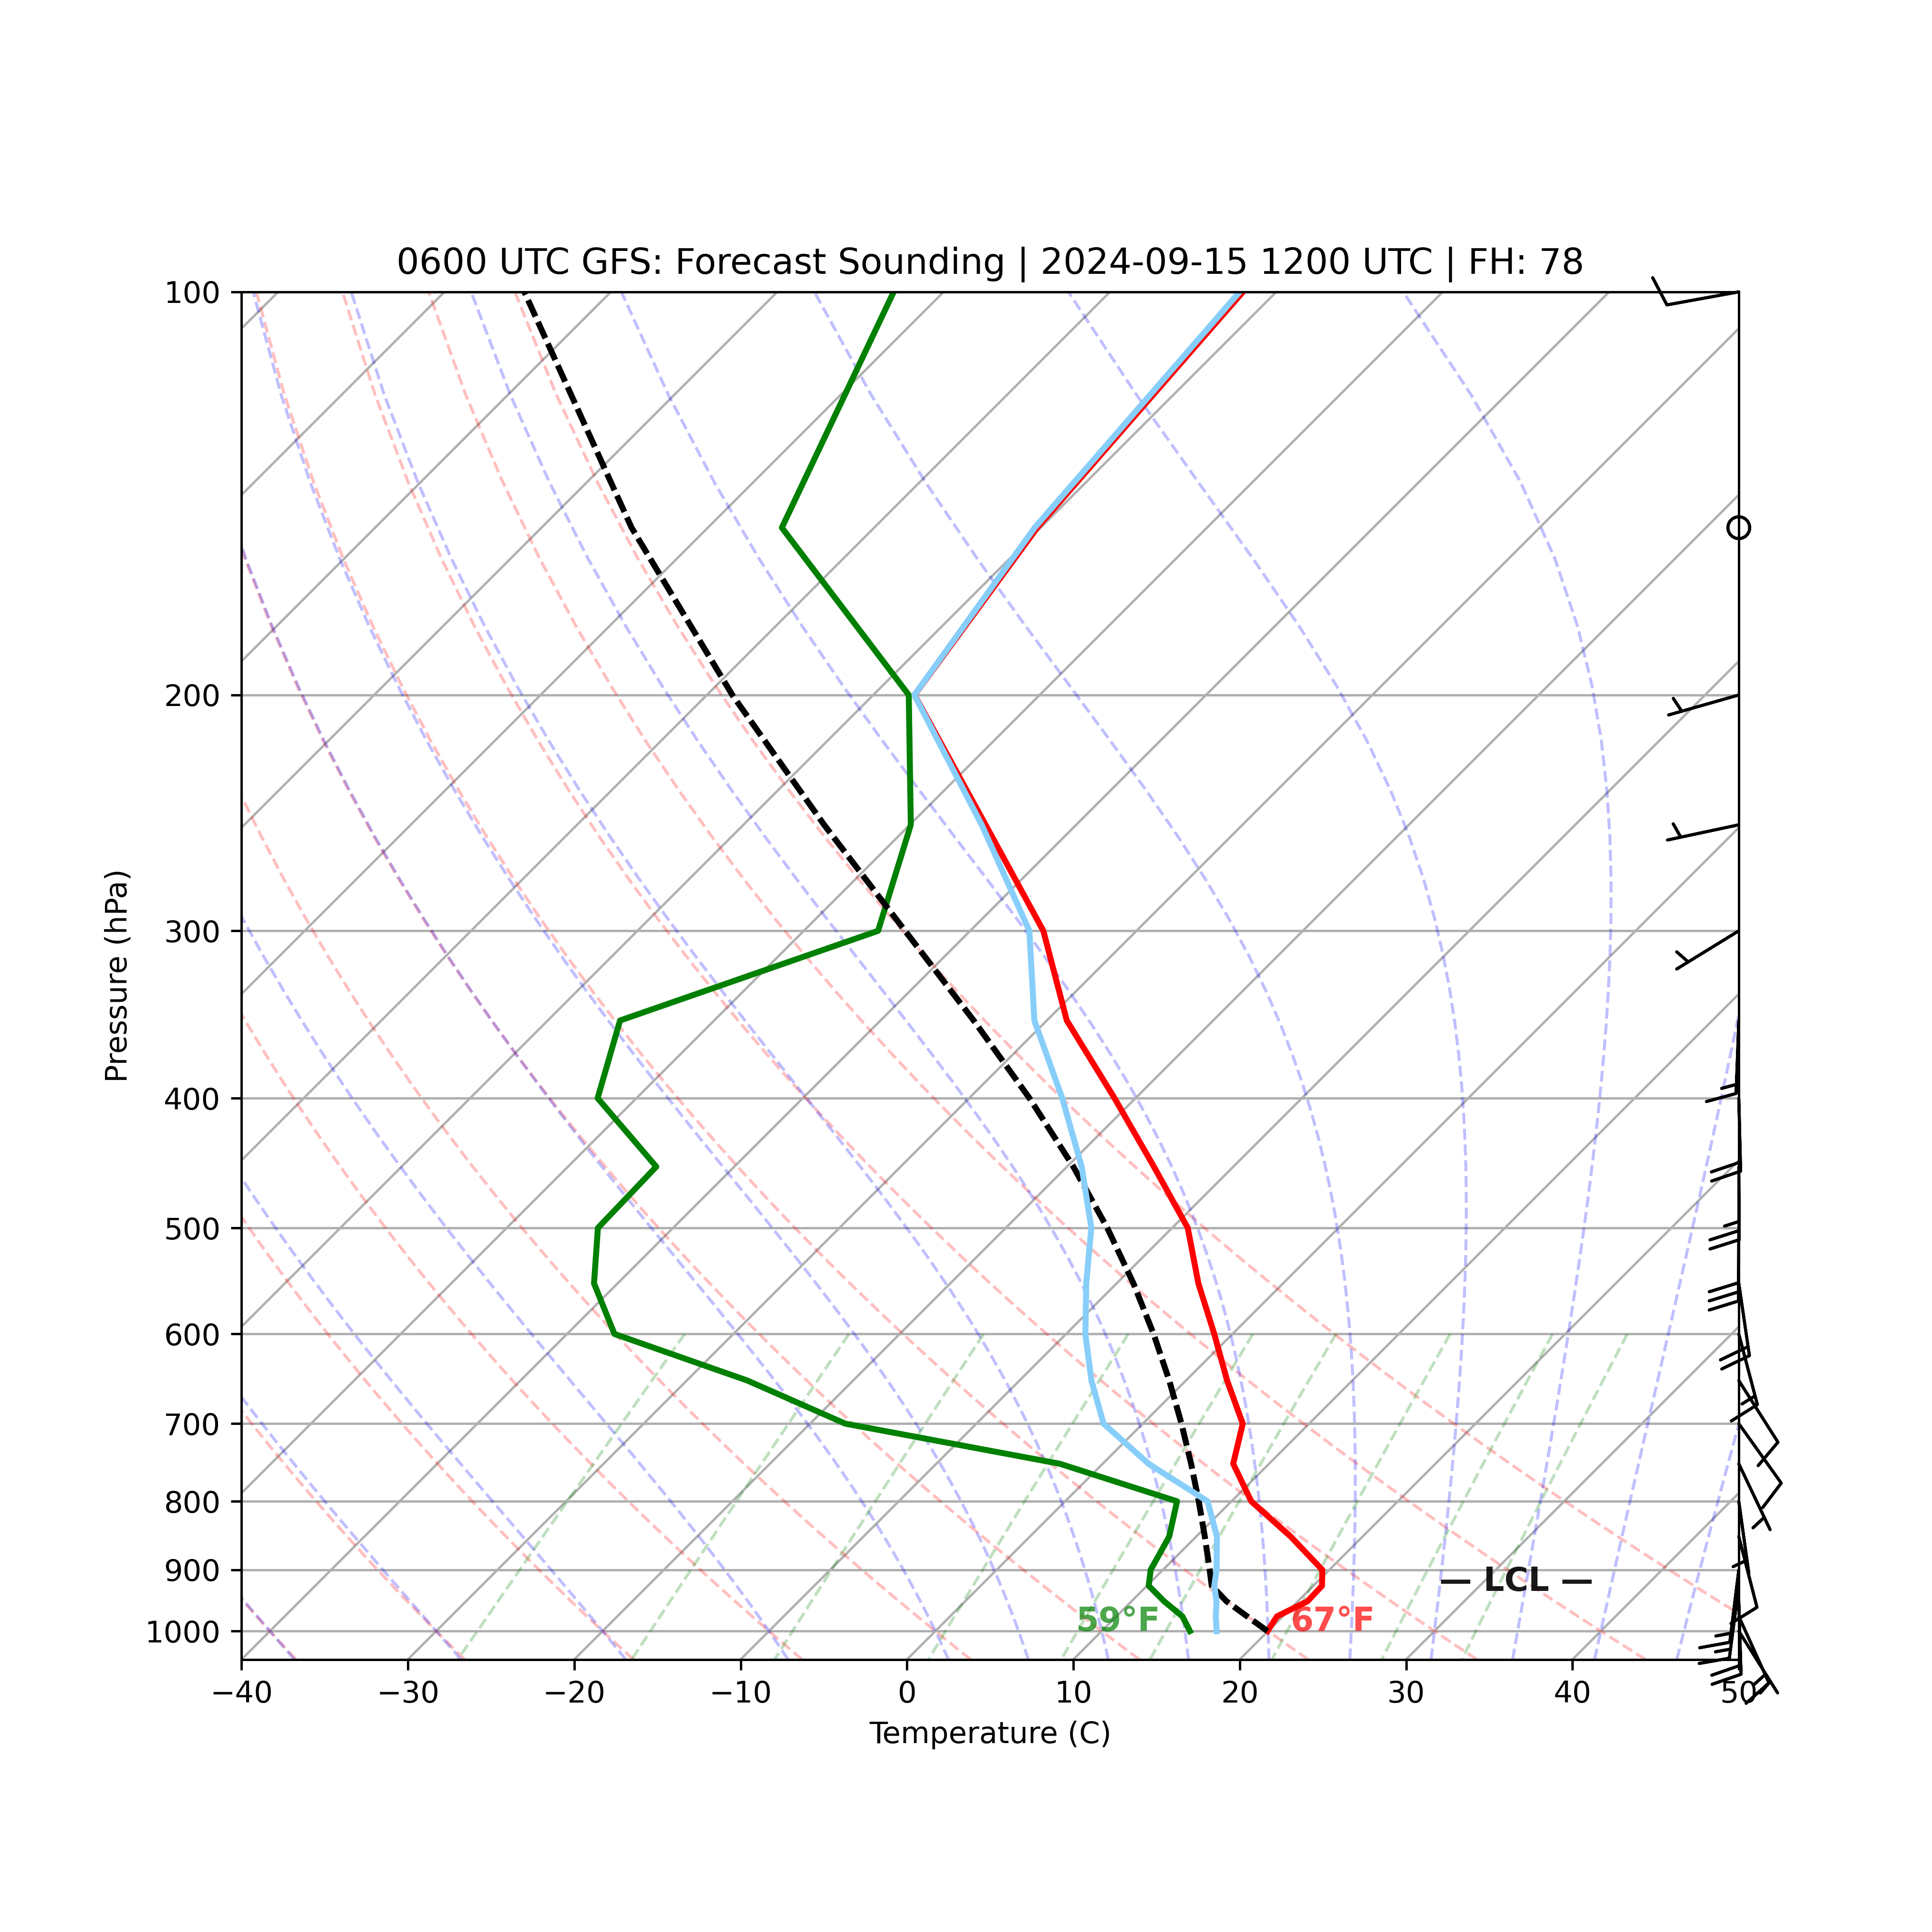 0600 UTC GFS: Forecast Sounding | 2024-09-15 1200 UTC | FH: 78
100
200
300
400
500
600
700
800
900
1000
Pressure (hPa)
— LCL —
59°F
67°F
−40 −30 −20 −10 0 10 20 30 40 50
Temperature (C)